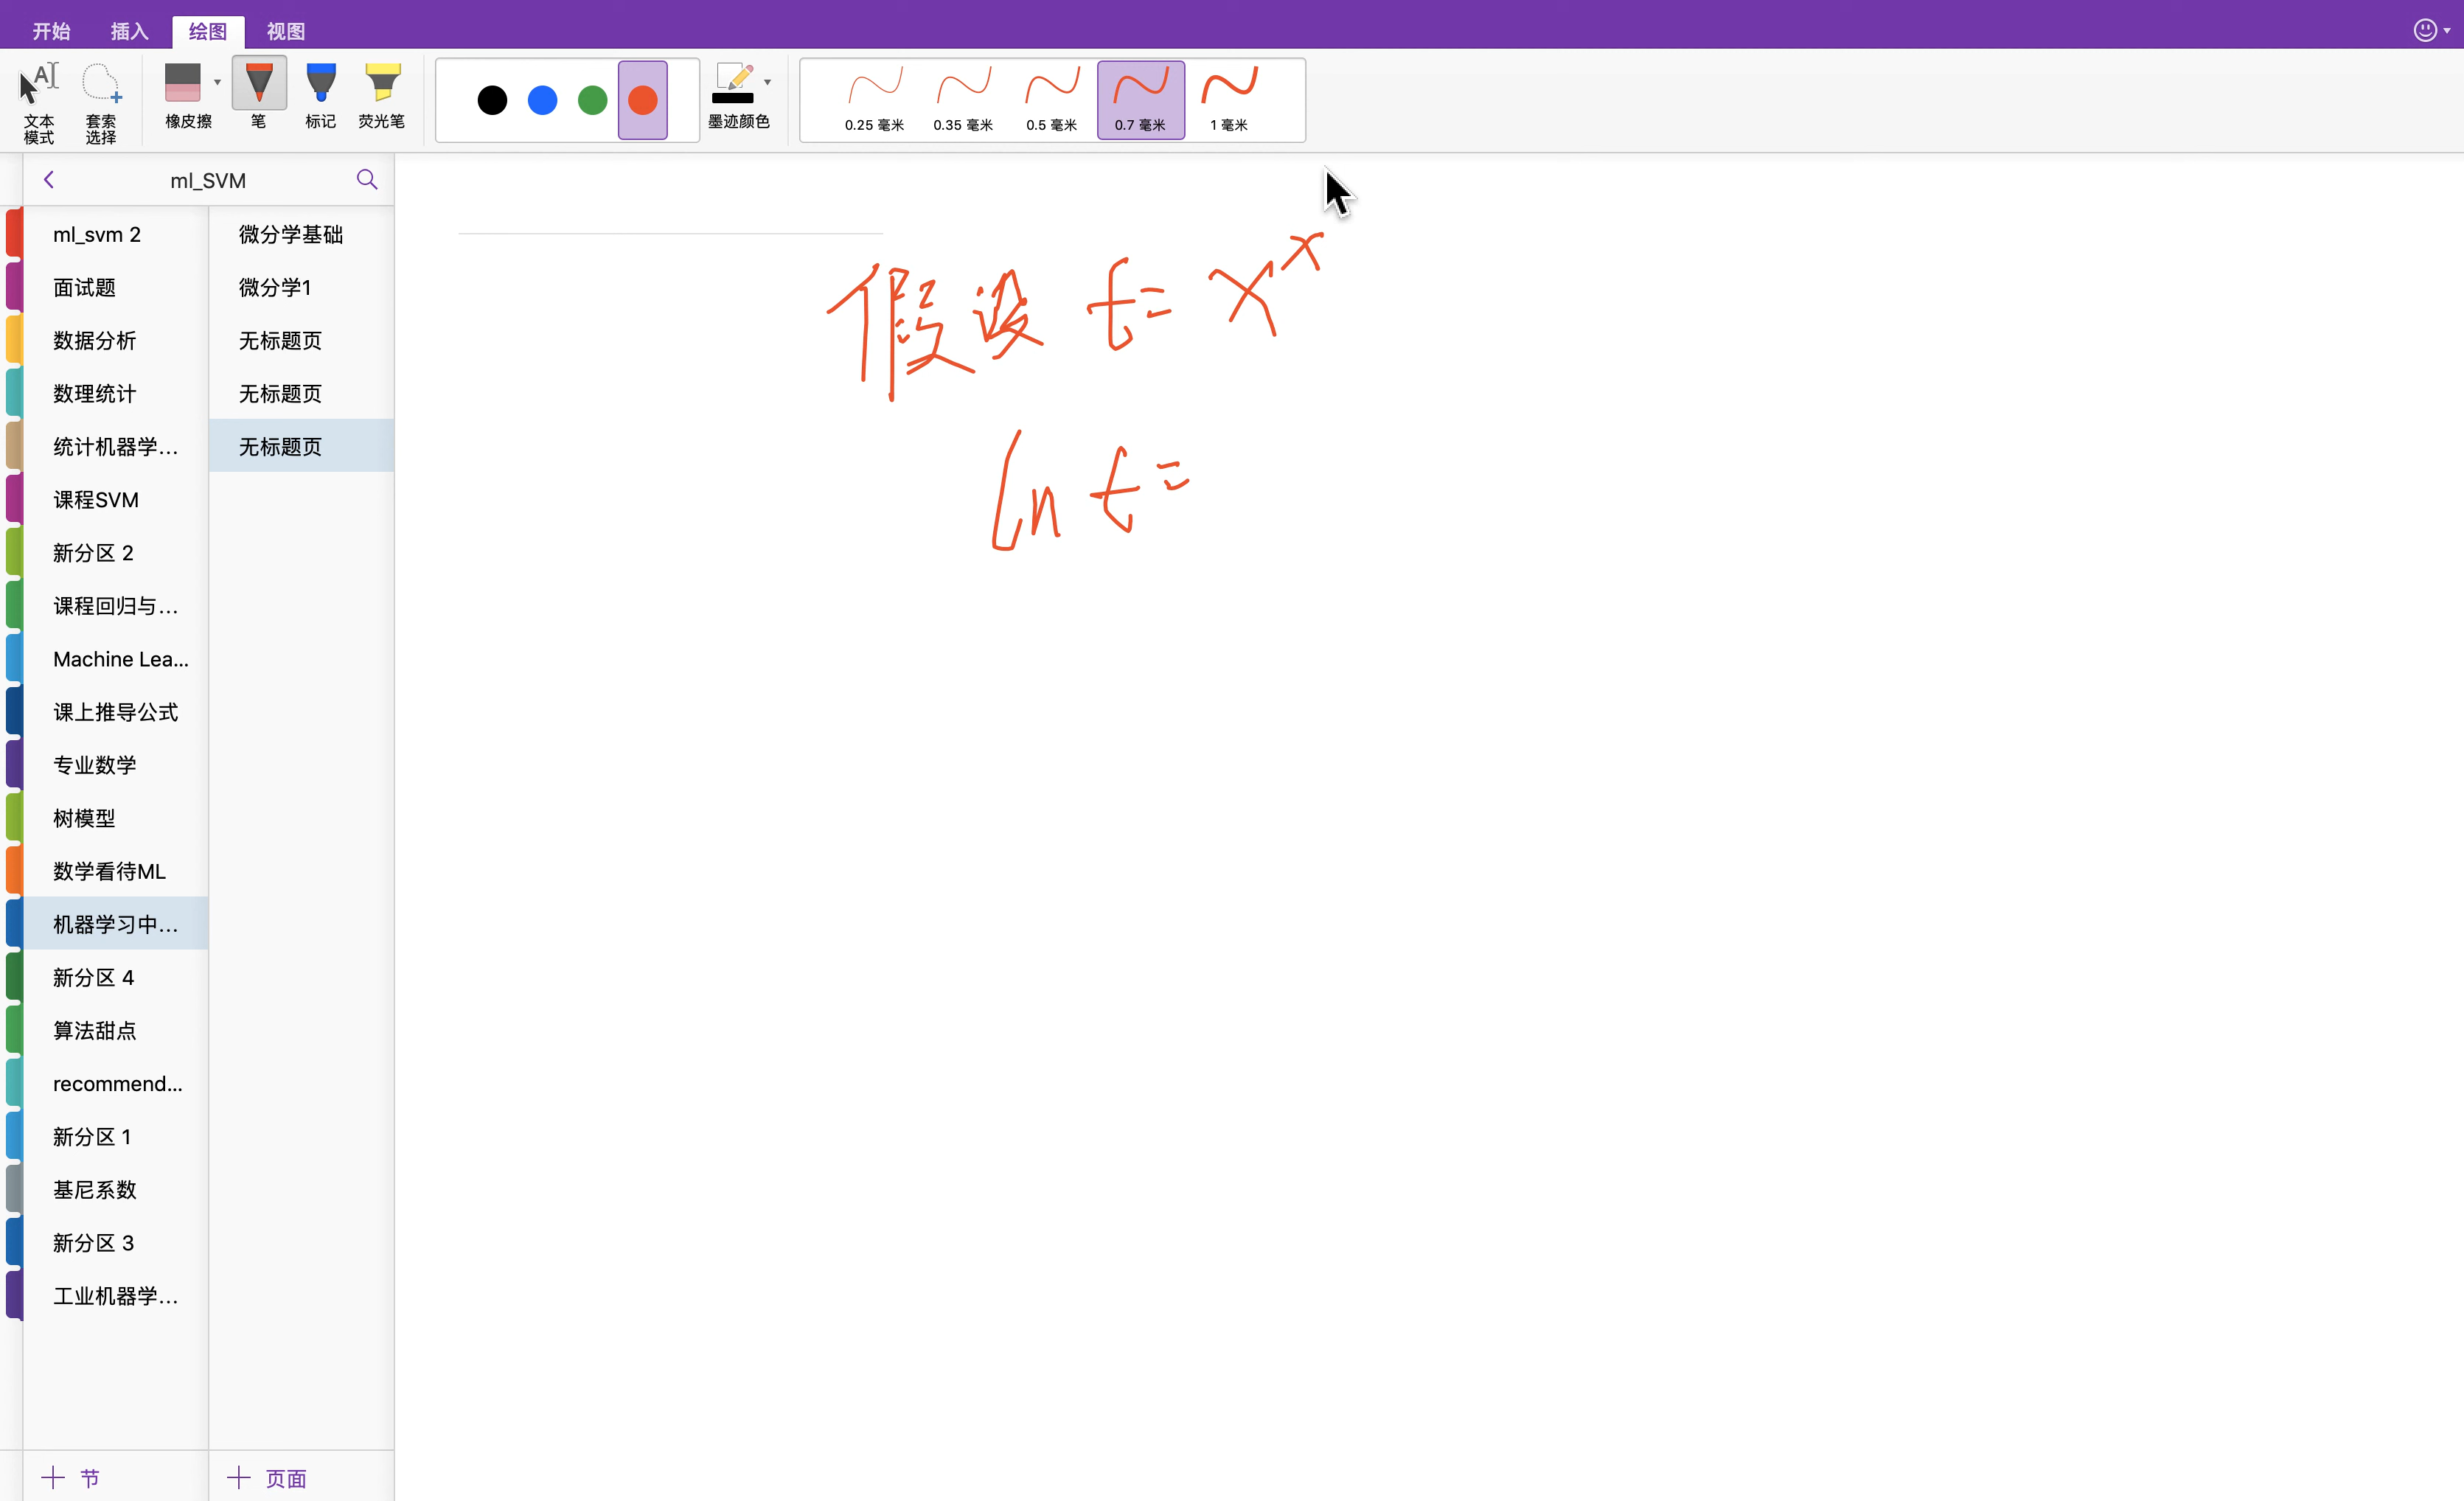 开始 插入 绘图 视图
文本模式 套索选择 橡皮擦 笔 标记 荧光笔 墨迹颜色 0.25 毫米 0.35 毫米 0.5 毫米 0.7 毫米 1 毫米
ml_SVM
ml_svm 2
面试题
数据分析
数理统计
统计机器学...
课程SVM
新分区 2
课程回归与...
Machine Lea...
课上推导公式
专业数学
树模型
数学看待ML
机器学习中...
新分区 4
算法甜点
recommend...
新分区 1
基尼系数
新分区 3
工业机器学...
节
微分学基础
微分学1
无标题页
无标题页
无标题页
页面
假设 t= x^x
ln t=